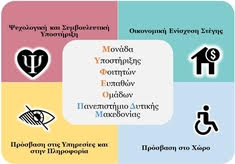 Ψυχολογική και Συμβουλευτική
Υποστήριξη
Οικονομική Ενίσχυση Στέγης
Μονάδα
Υποστήριξης
Φοιτητών
Ευπαθών
Ομάδων
Πανεπιστήμιο Δυτικής
Μακεδονίας
Πρόσβαση στις Υπηρεσίες και
στην Πληροφορία
Πρόσβαση στο Χώρο